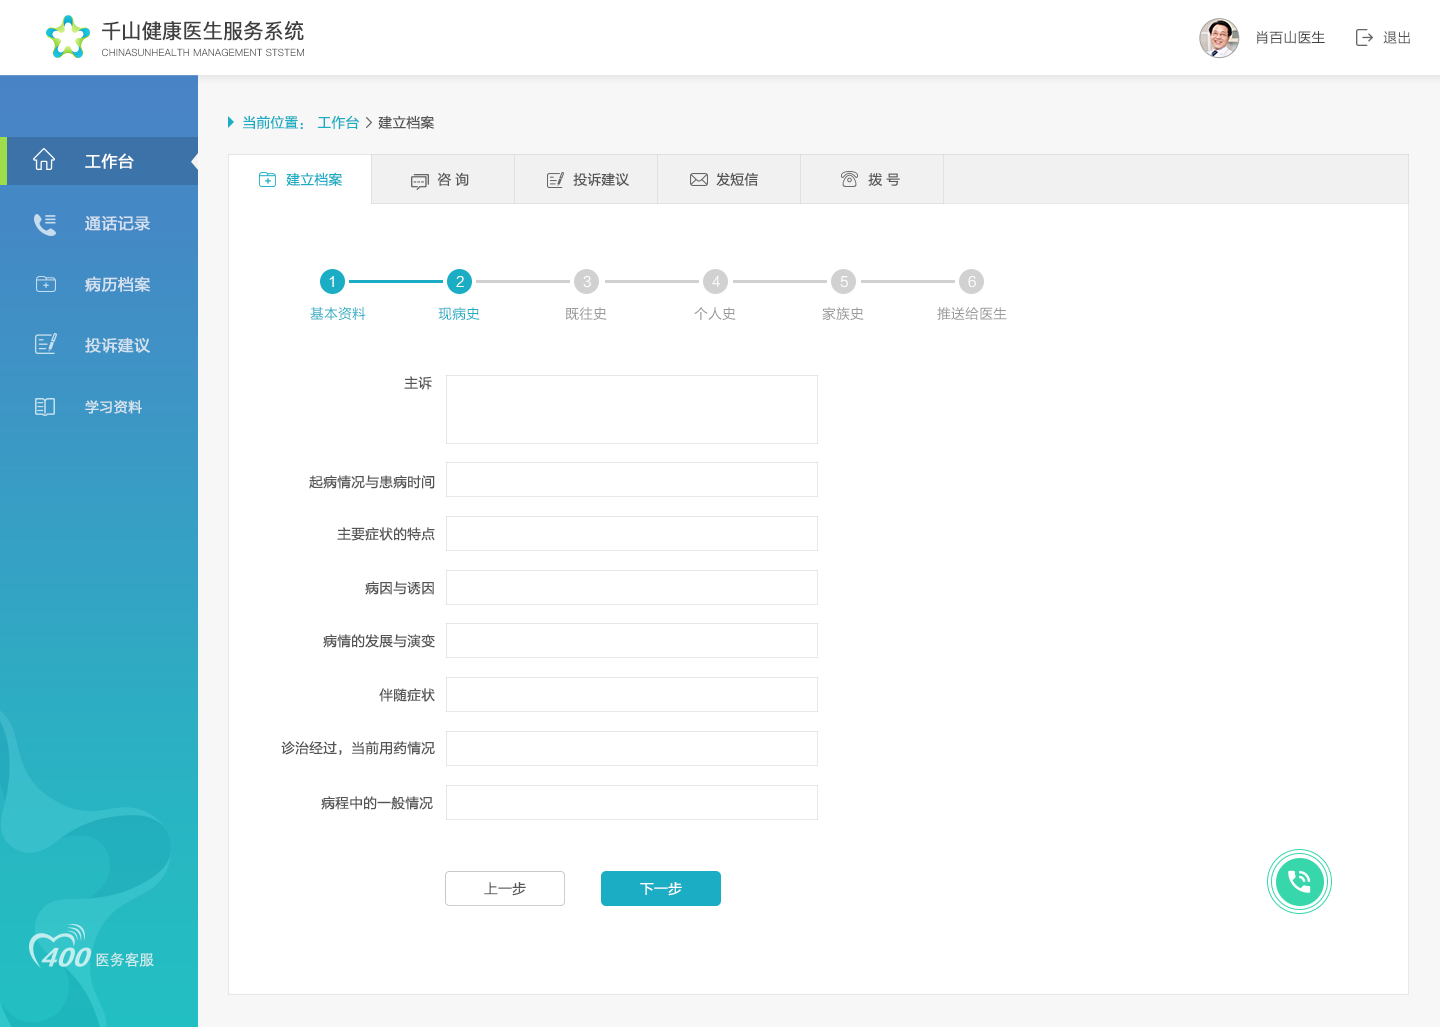 千山健康医生服务系统
CHINASUNHEALTH MANAGEMENT STSTEM
肖百山医生
退出
当前位置： 工作台 > 建立档案
工作台
通话记录
病历档案
投诉建议
学习资料
400 医务客服
建立档案
咨 询
投诉建议
发短信
拨 号
1 2 3 4 5 6
基本资料 现病史 既往史 个人史 家族史 推送给医生
主诉
起病情况与患病时间
主要症状的特点
病因与诱因
病情的发展与演变
伴随症状
诊治经过，当前用药情况
病程中的一般情况
上一步 下一步